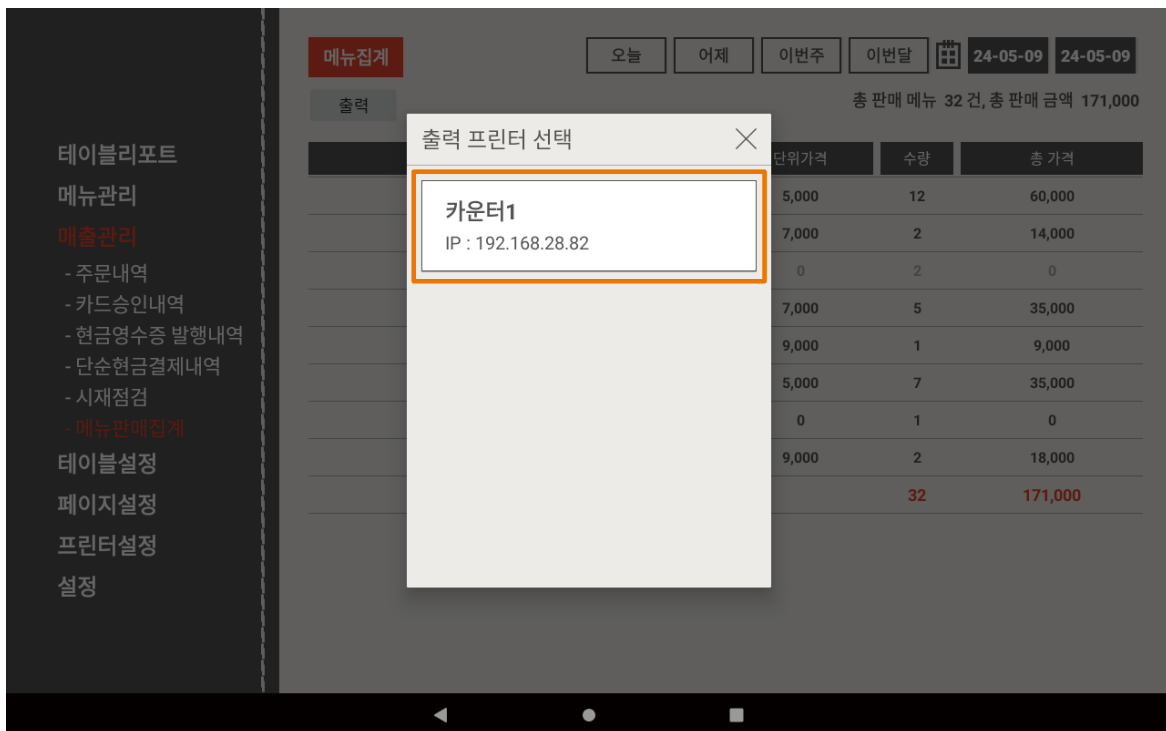 테이블리포트
메뉴관리
매출관리
- 주문내역
- 카드승인내역
- 현금영수증 발행내역
- 단순현금결제내역
- 시재점검
- 메뉴판매집계
테이블설정
페이지설정
프린터설정
설정
메뉴집계 오늘 어제 이번주 이번달 24-05-09 24-05-09
출력 총 판매 메뉴 32 건, 총 판매 금액 171,000
출력 프린터 선택
카운터1
IP : 192.168.28.82
단위가격 수량 총 가격
5,000 12 60,000
7,000 2 14,000
0 2 0
7,000 5 35,000
9,000 1 9,000
5,000 7 35,000
0 1 0
9,000 2 18,000
32 171,000